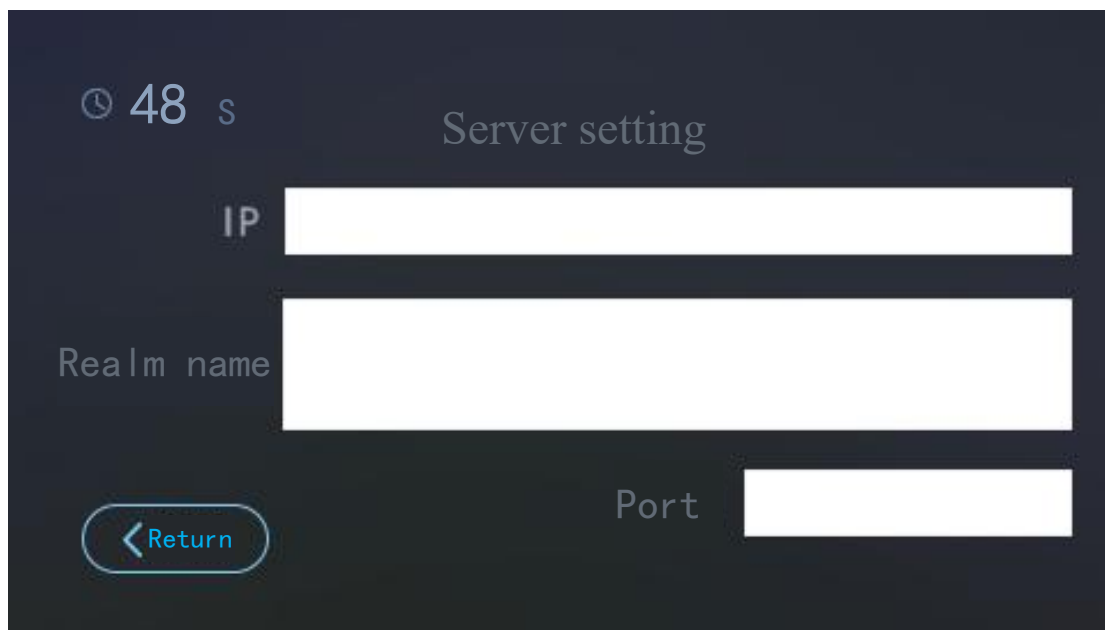 48 S
Server setting
IP
Realm name
Port
Return